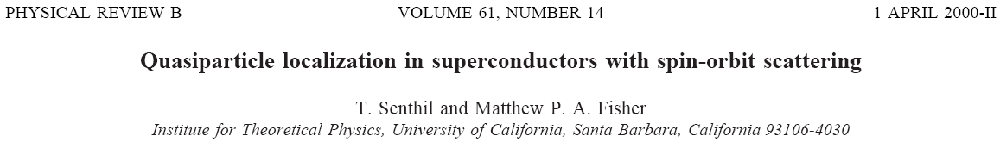 PHYSICAL REVIEW B VOLUME 61, NUMBER 14 1 APRIL 2000-II
Quasiparticle localization in superconductors with spin-orbit scattering
T. Senthil and Matthew P. A. Fisher
Institute for Theoretical Physics, University of California, Santa Barbara, California 93106-4030